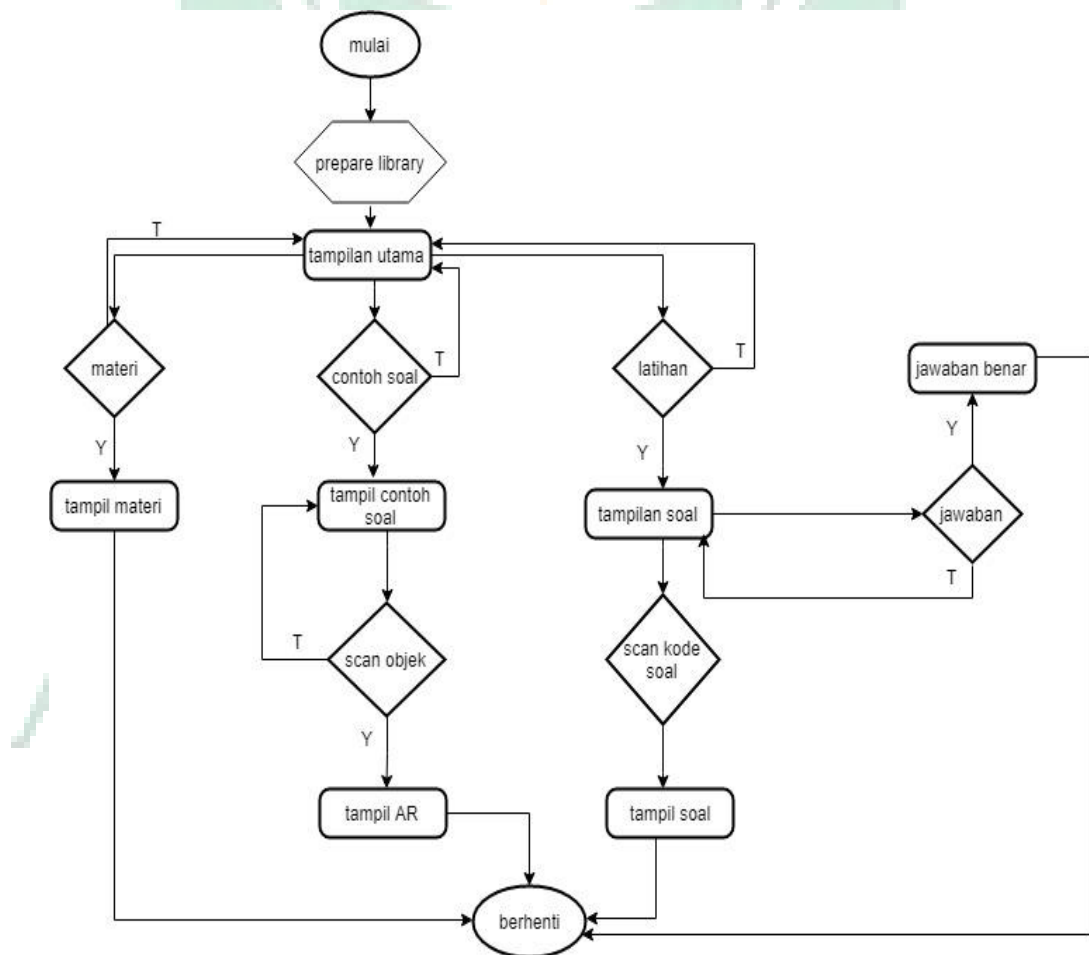 mulai
prepare library
T
tampilan utama
materi
contoh soal
T
latihan
T
jawaban benar
Y
Y
Y
Y
tampil materi
tampil contoh
soal
tampilan soal
jawaban
T
T
scan objek
scan kode
soal
Y
tampil AR
tampil soal
berhenti